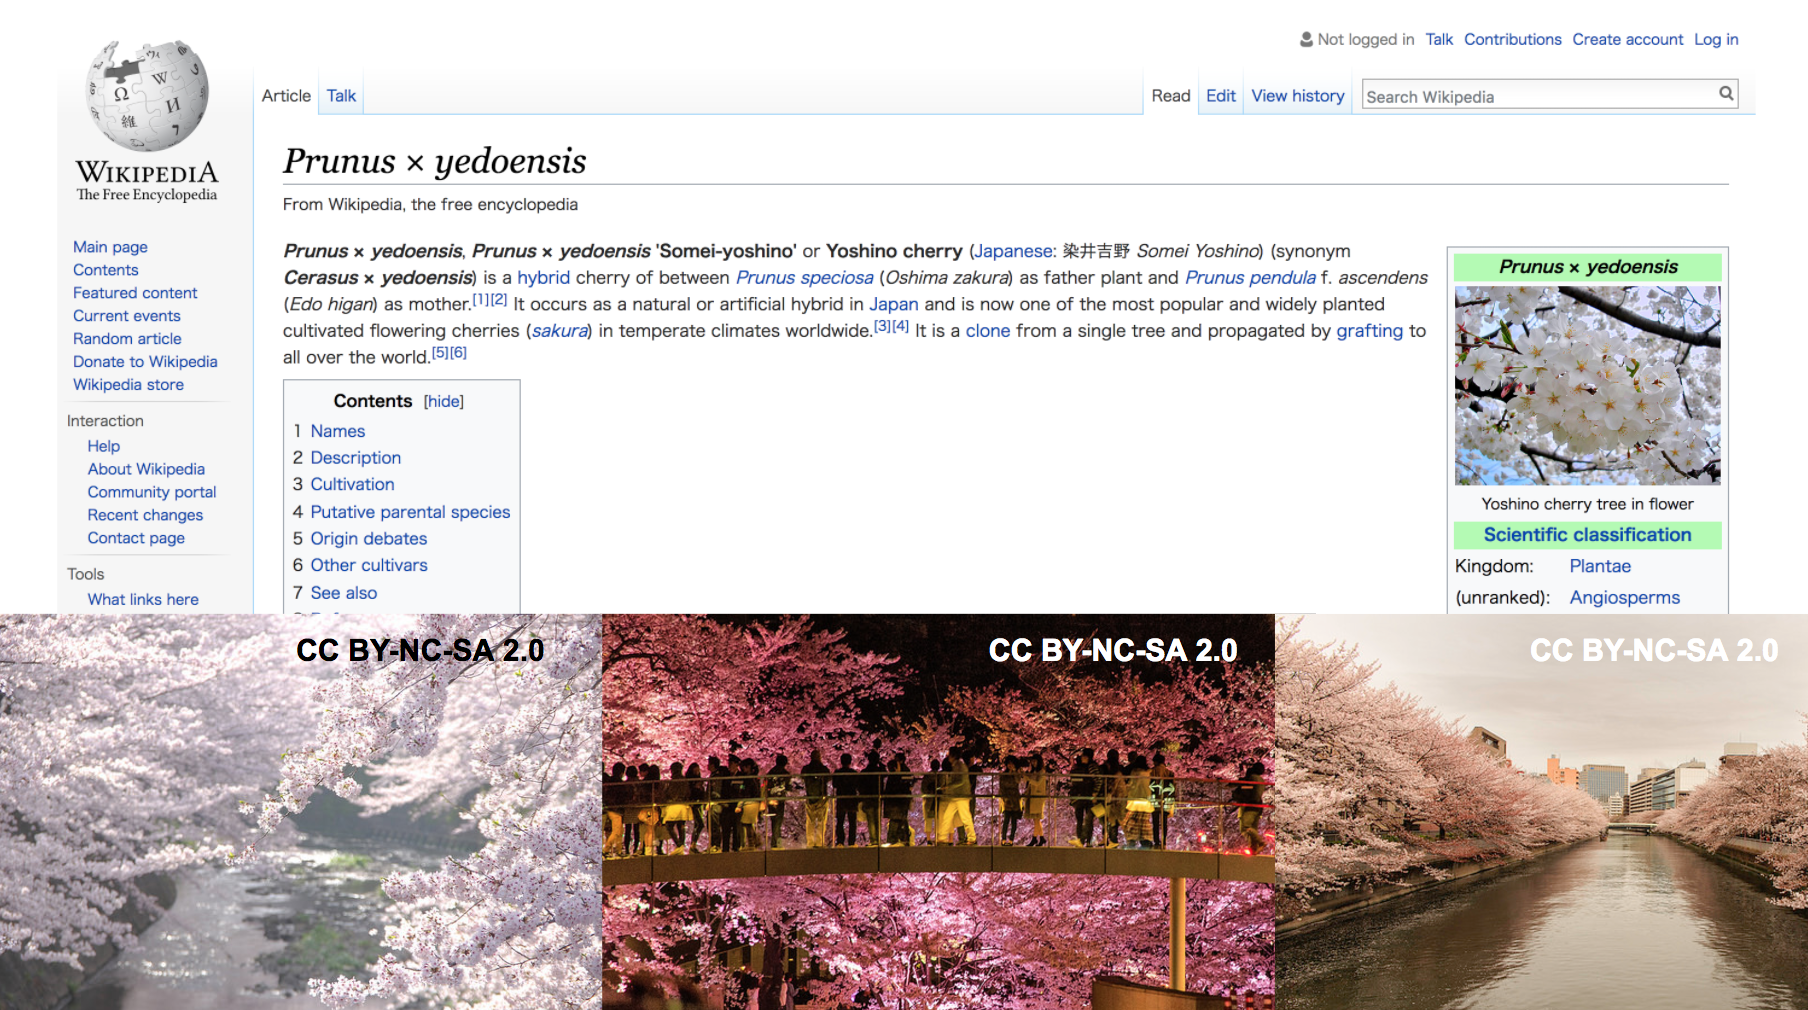 Not logged in Talk Contributions Create account Log in
Article Talk Read Edit View history Search Wikipedia
WIKIPEDIA
The Free Encyclopedia
Main page
Contents
Featured content
Current events
Random article
Donate to Wikipedia
Wikipedia store
Interaction
Help
About Wikipedia
Community portal
Recent changes
Contact page
Tools
What links here
Prunus × yedoensis
From Wikipedia, the free encyclopedia
Prunus × yedoensis, Prunus × yedoensis 'Somei-yoshino' or Yoshino cherry (Japanese: 染井吉野 Somei Yoshino) (synonym
Cerasus × yedoensis) is a hybrid cherry of between Prunus speciosa (Oshima zakura) as father plant and Prunus pendula f. ascendens
(Edo higan) as mother.[1][2] It occurs as a natural or artificial hybrid in Japan and is now one of the most popular and widely planted
cultivated flowering cherries (sakura) in temperate climates worldwide.[3][4] It is a clone from a single tree and propagated by grafting to
all over the world.[5][6]
Contents [hide]
1 Names
2 Description
3 Cultivation
4 Putative parental species
5 Origin debates
6 Other cultivars
7 See also
Prunus × yedoensis
Yoshino cherry tree in flower
Scientific classification
Kingdom: Plantae
(unranked): Angiosperms
CC BY-NC-SA 2.0
CC BY-NC-SA 2.0
CC BY-NC-SA 2.0